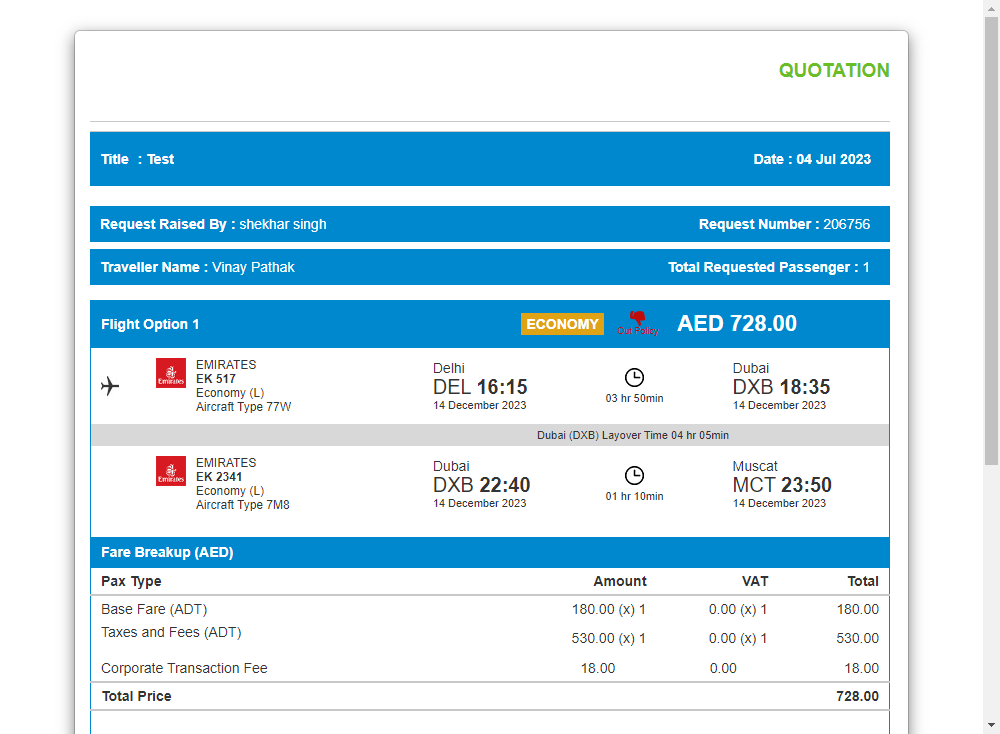 QUOTATION
Title : Test Date : 04 Jul 2023
Request Raised By : shekhar singh Request Number : 206756
Traveller Name : Vinay Pathak Total Requested Passenger : 1
Flight Option 1 ECONOMY Out Policy AED 728.00
Emirates
EMIRATES
EK 517
Economy (L)
Aircraft Type 77W
Delhi
DEL 16:15
14 December 2023
03 hr 50min
Dubai
DXB 18:35
14 December 2023
Dubai (DXB) Layover Time 04 hr 05min
Emirates
EMIRATES
EK 2341
Economy (L)
Aircraft Type 7M8
Dubai
DXB 22:40
14 December 2023
01 hr 10min
Muscat
MCT 23:50
14 December 2023
Fare Breakup (AED)
Pax Type Amount VAT Total
Base Fare (ADT) 180.00 (x) 1 0.00 (x) 1 180.00
Taxes and Fees (ADT) 530.00 (x) 1 0.00 (x) 1 530.00
Corporate Transaction Fee 18.00 0.00 18.00
Total Price 728.00